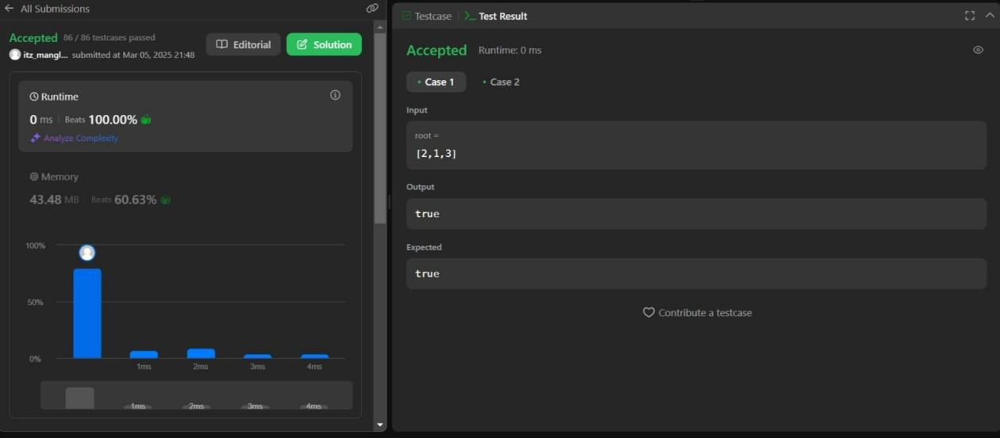 All Submissions
Accepted 86 / 86 testcases passed
itz_mangl... submitted at Mar 05, 2025 21:48
Editorial
Solution
Runtime
0 ms | Beats 100.00%
Analyze Complexity
Memory
43.48 MB | Beats 60.63%
100%
50%
0%
1ms 2ms 3ms 4ms
1ms 2ms 3ms 4ms
Testcase | >_ Test Result
Accepted Runtime: 0 ms
• Case 1 • Case 2
Input
root =
[2,1,3]
Output
true
Expected
true
Contribute a testcase